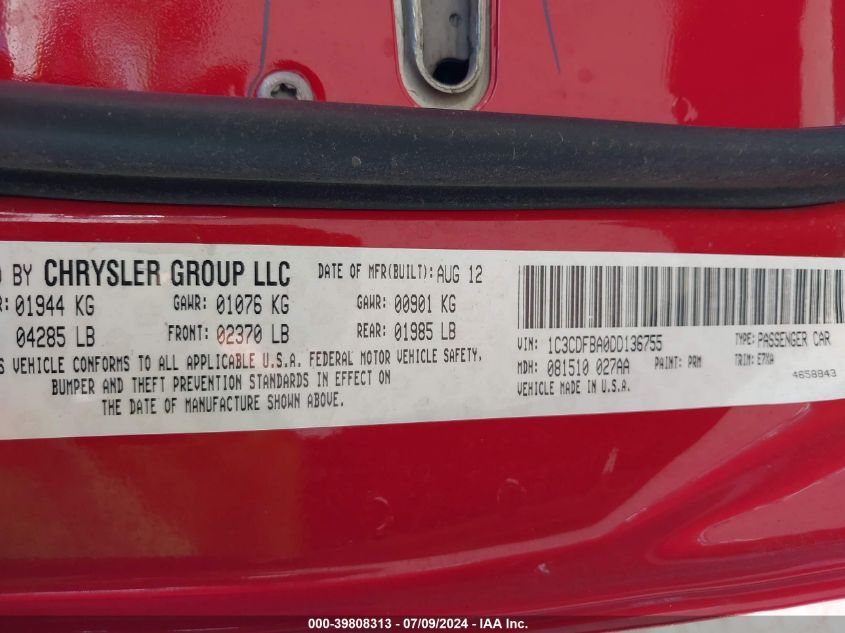 D BY CHRYSLER GROUP LLC DATE OF MFR(BUILT): AUG 12
R: 01944 KG GAWR: 01076 KG GAWR: 00901 KG
04285 LB FRONT: 02370 LB REAR: 01985 LB
S VEHICLE CONFORMS TO ALL APPLICABLE U.S.A. FEDERAL MOTOR VEHICLE SAFETY,
BUMPER AND THEFT PREVENTION STANDARDS IN EFFECT ON
THE DATE OF MANUFACTURE SHOWN ABOVE.
VIN: 1C3CDFBA0DD136755 TYPE: PASSENGER CAR
MDH: 081510 027AA PAINT: PRM TRIM: E7XA
VEHICLE MADE IN U.S.A. 4658943
000-39808313 / 07/09/2024 - IAA Inc.